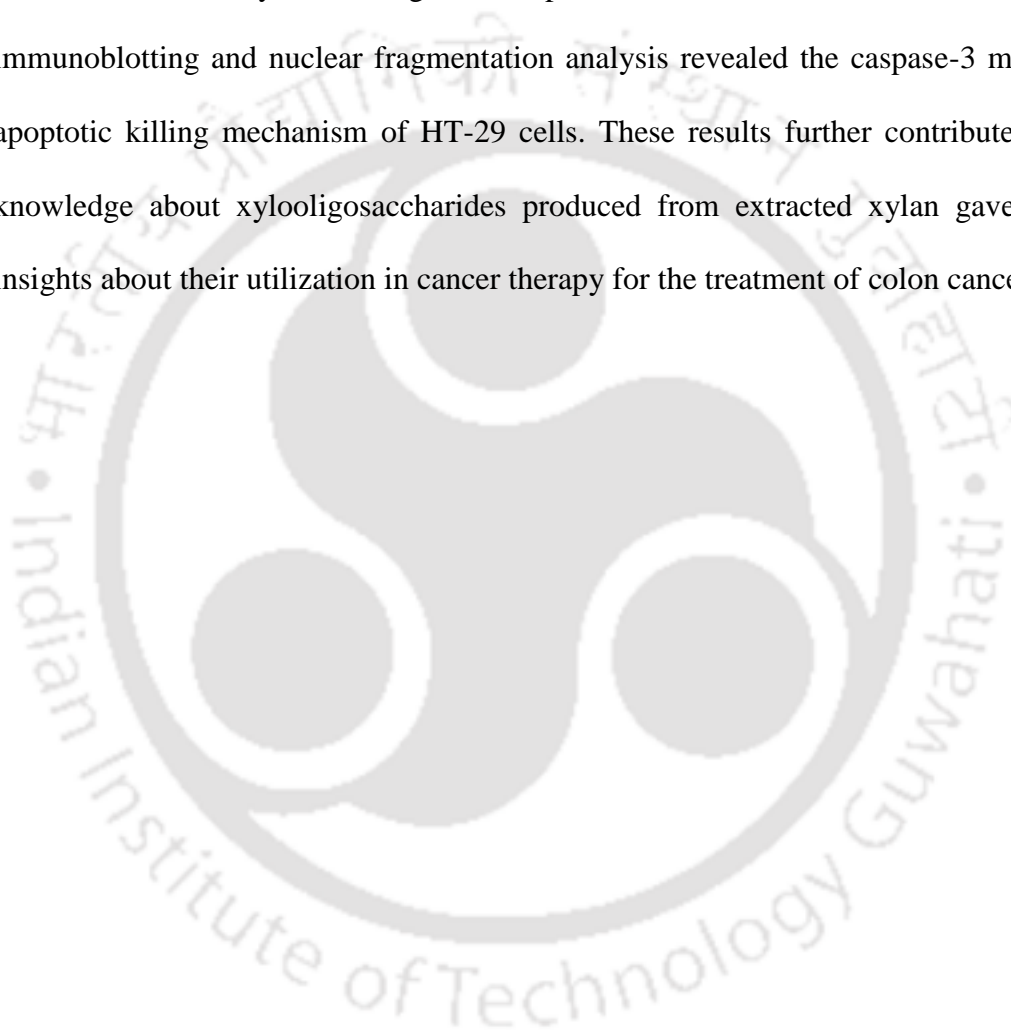 immunoblotting and nuclear fragmentation analysis revealed the caspase-3 m
apoptotic killing mechanism of HT-29 cells. These results further contribute
knowledge about xylooligosaccharides produced from extracted xylan gave
insights about their utilization in cancer therapy for the treatment of colon cance
भारतीय प्रौद्योगिकी संस्थान गुवाहाटी
Indian Institute of Technology Guwahati